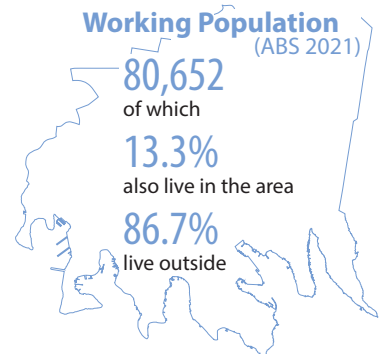 Working Population
(ABS 2021)
80,652
of which
13.3%
also live in the area
86.7%
live outside